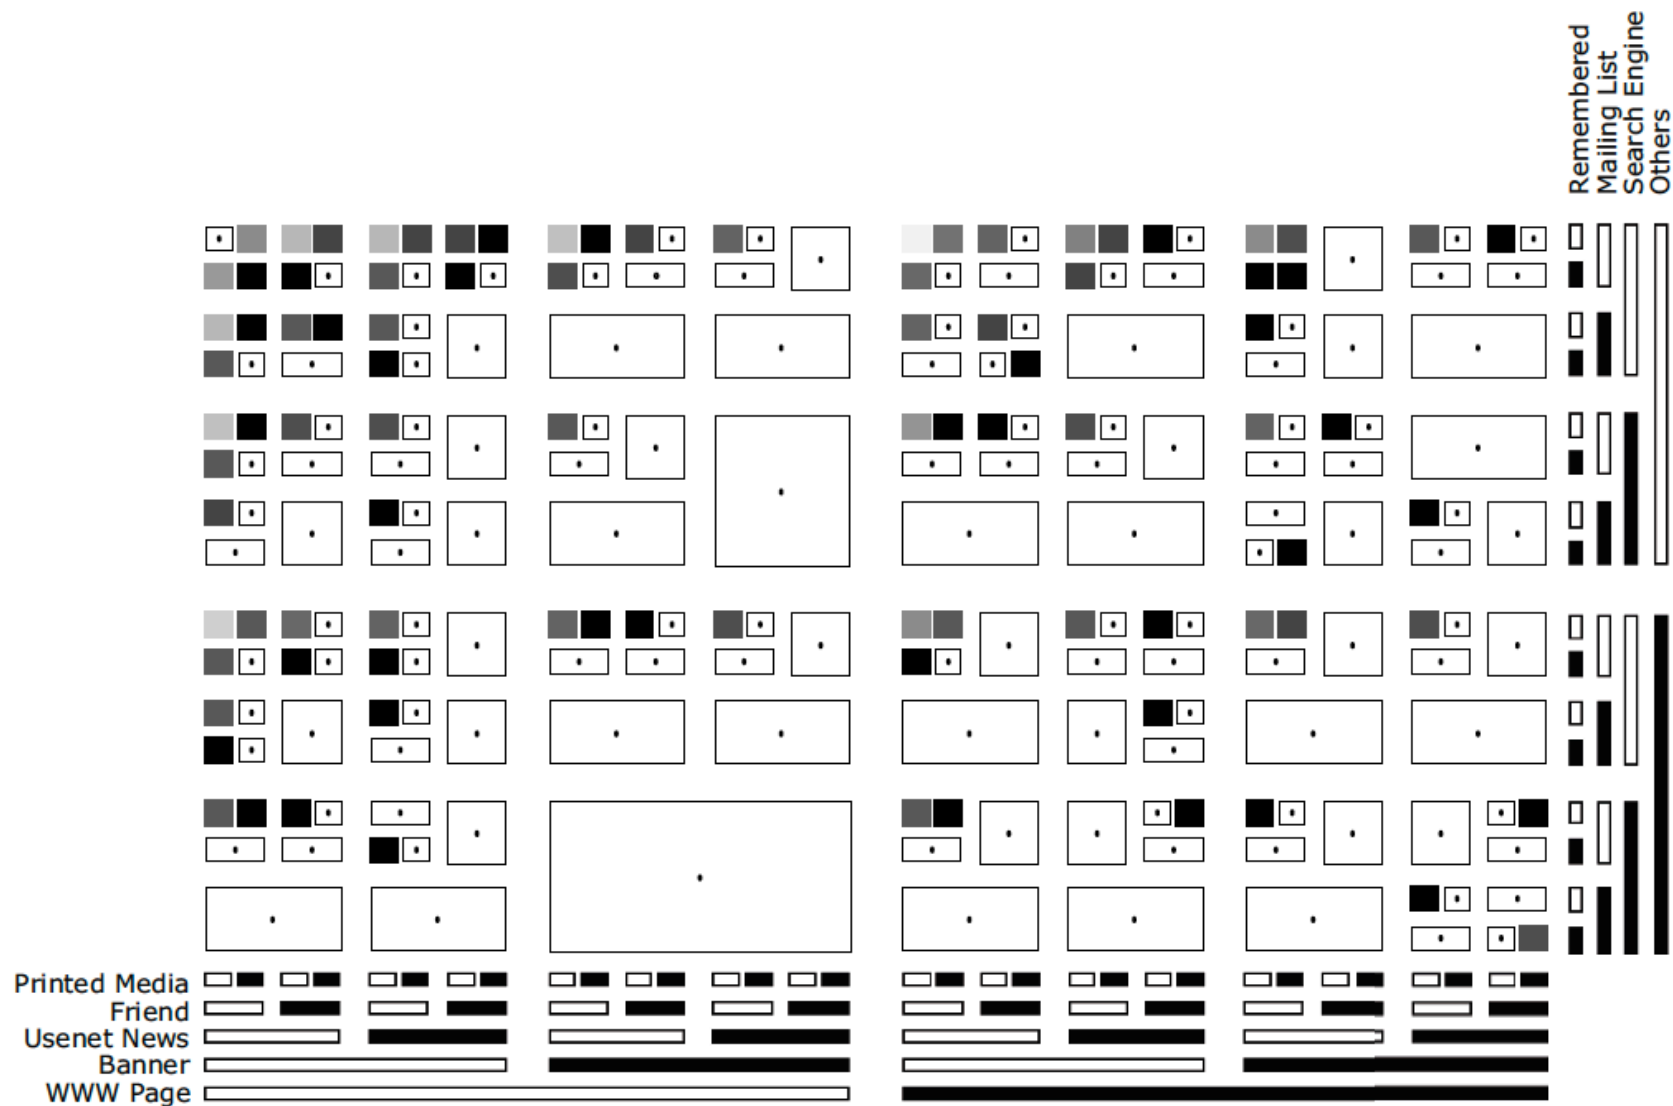 Remembered
Mailing List
Search Engine
Others
Printed Media
Friend
Usenet News
Banner
WWW Page